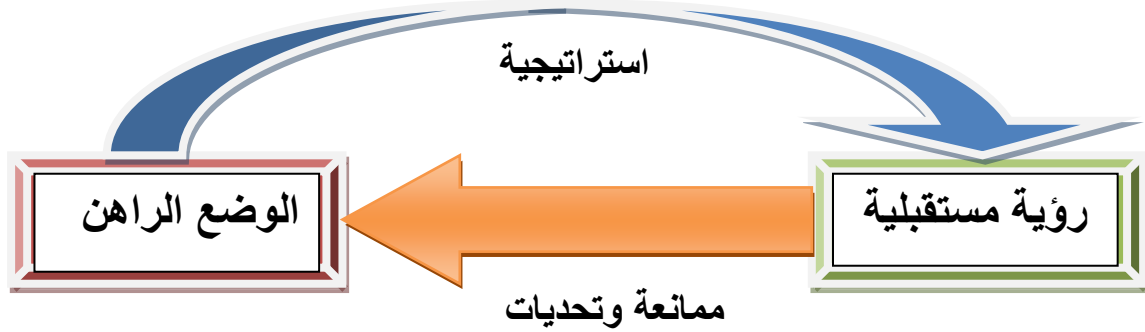 استراتيجية
رؤية مستقبلية
الوضع الراهن
ممانعة وتحديات